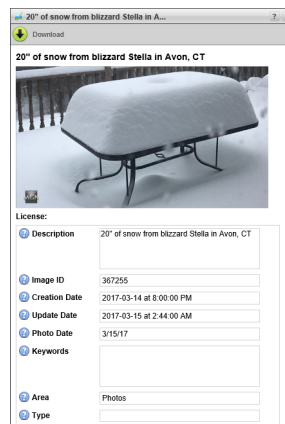 20" of snow from blizzard Stella in A...
?
Download
20" of snow from blizzard Stella in Avon, CT
License:
? Description 20" of snow from blizzard Stella in Avon, CT
? Image ID 367255
? Creation Date 2017-03-14 at 8:00:00 PM
? Update Date 2017-03-15 at 2:44:00 AM
? Photo Date 3/15/17
? Keywords
? Area Photos
? Type